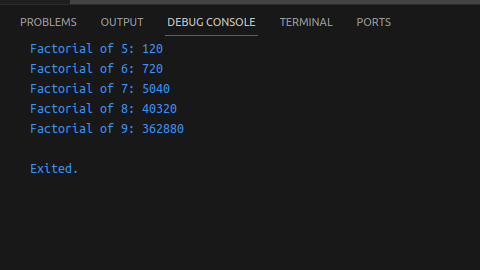 PROBLEMS OUTPUT DEBUG CONSOLE TERMINAL PORTS
Factorial of 5: 120
Factorial of 6: 720
Factorial of 7: 5040
Factorial of 8: 40320
Factorial of 9: 362880
Exited.